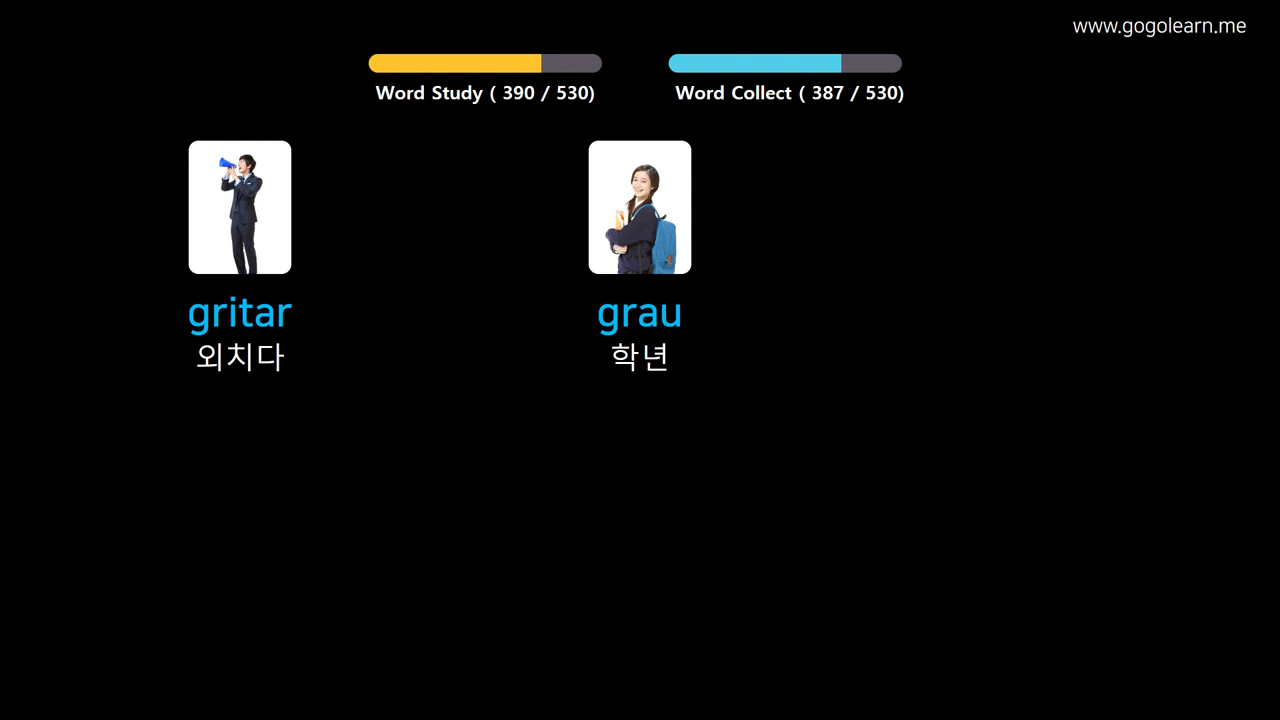 www.gogolearn.me
Word Study ( 390 / 530)
Word Collect ( 387 / 530)
gritar
외치다
grau
학년